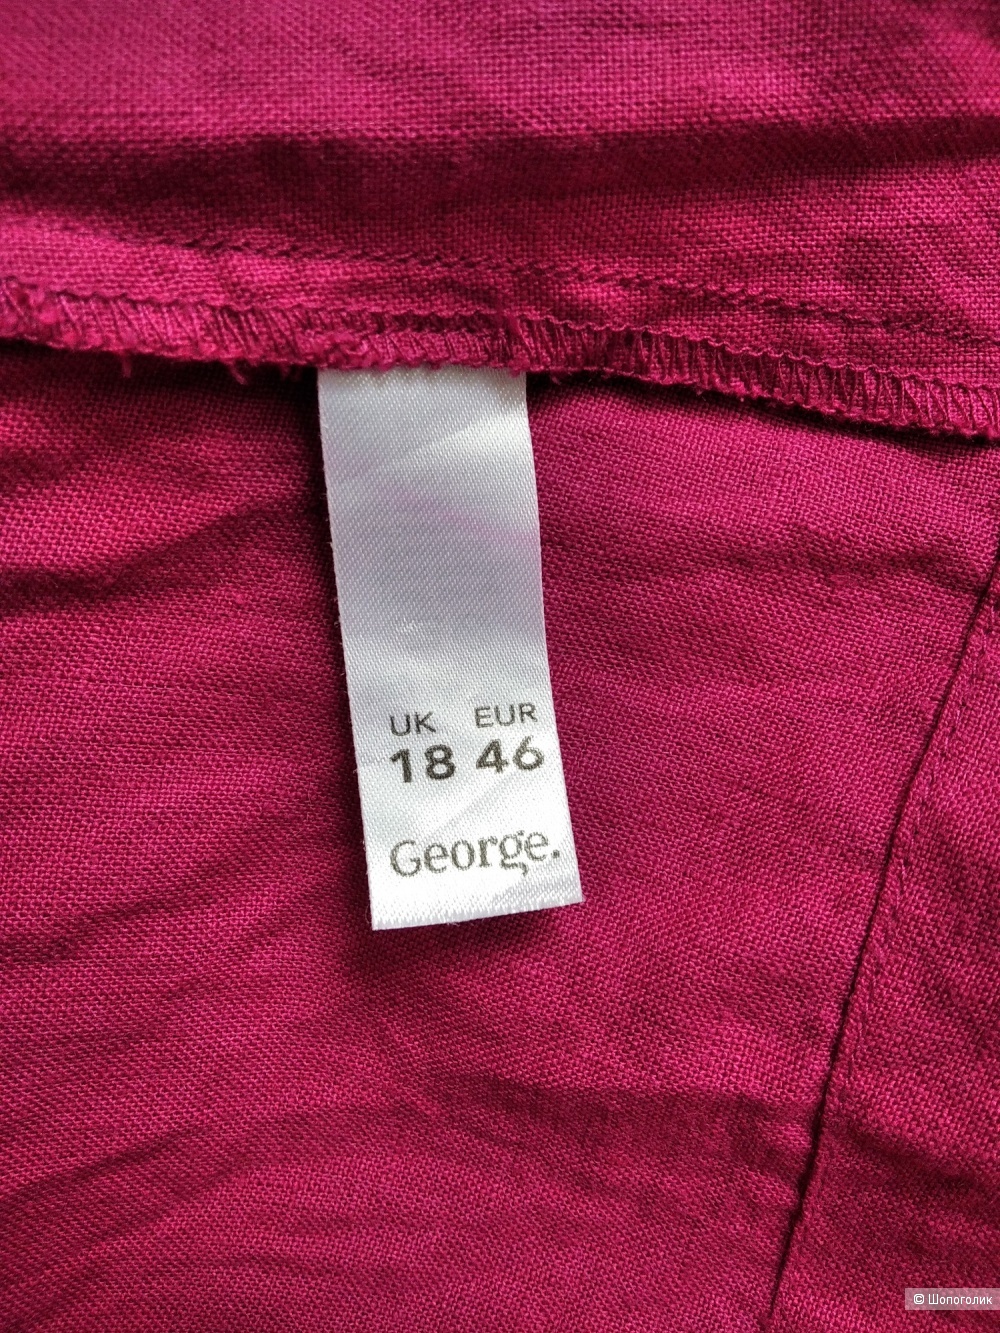 UK EUR
18 46
George.
© Шопоголик